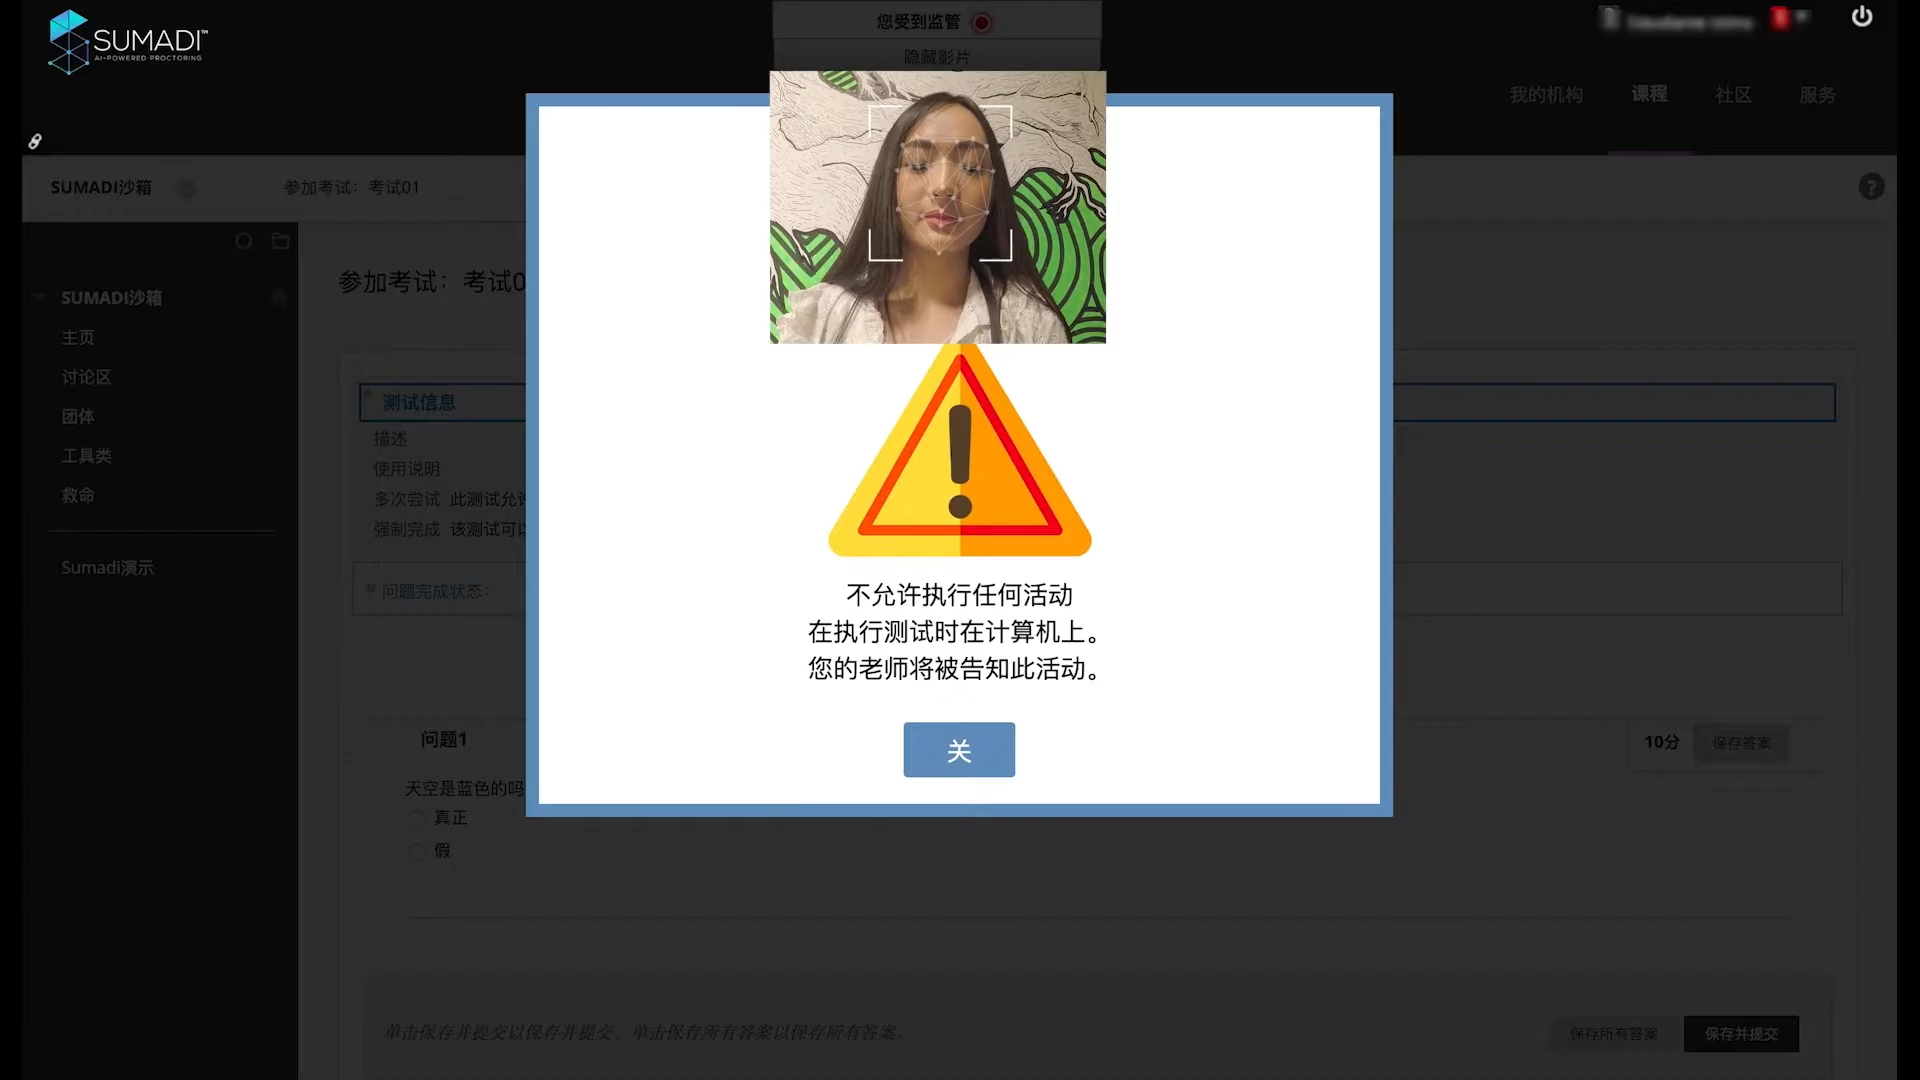 SUMADI™
AI-POWERED PROCTORING
您受到监管
隐藏影片
我的机构
课程
社区
服务
SUMADI沙箱
参加考试：考试01
?
SUMADI沙箱
主页
讨论区
团体
工具类
救命
Sumadi演示
参加考试：考试0
测试信息
描述
使用说明
多次尝试 此测试允许
强制完成 该测试可以
问题完成状态：
不允许执行任何活动
在执行测试时在计算机上。
您的老师将被告知此活动。
关
问题1
10分
保存答案
天空是蓝色的吗
真正
假
单击保存并提交以保存并提交。单击保存所有答案以保存所有答案。
保存所有答案
保存并提交